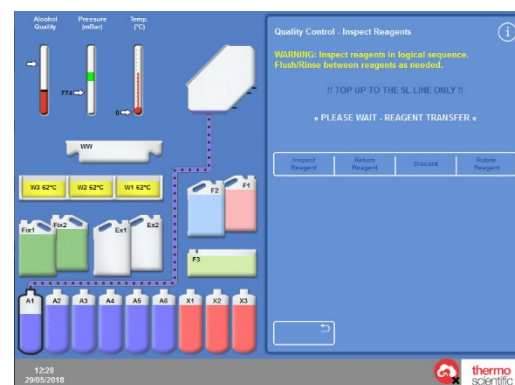 Alcohol Quality
Pressure (mBar)
Temp. (°C)
774
0
WW
W3 62°C
W2 62°C
W1 62°C
F2
F1
Fix1
Fix2
Ex1
Ex2
F3
A1
A2
A3
A4
A5
A6
X1
X2
X3
Quality Control - Inspect Reagents
i
WARNING: Inspect reagents in logical sequence.
Flush/Rinse between reagents as needed.
!! TOP UP TO THE 5L LINE ONLY !!
PLEASE WAIT - REAGENT TRANSFER
Inspect Reagent
Return Reagent
Discard
Rotate Reagent
12:28
29/05/2018
thermo
scientific